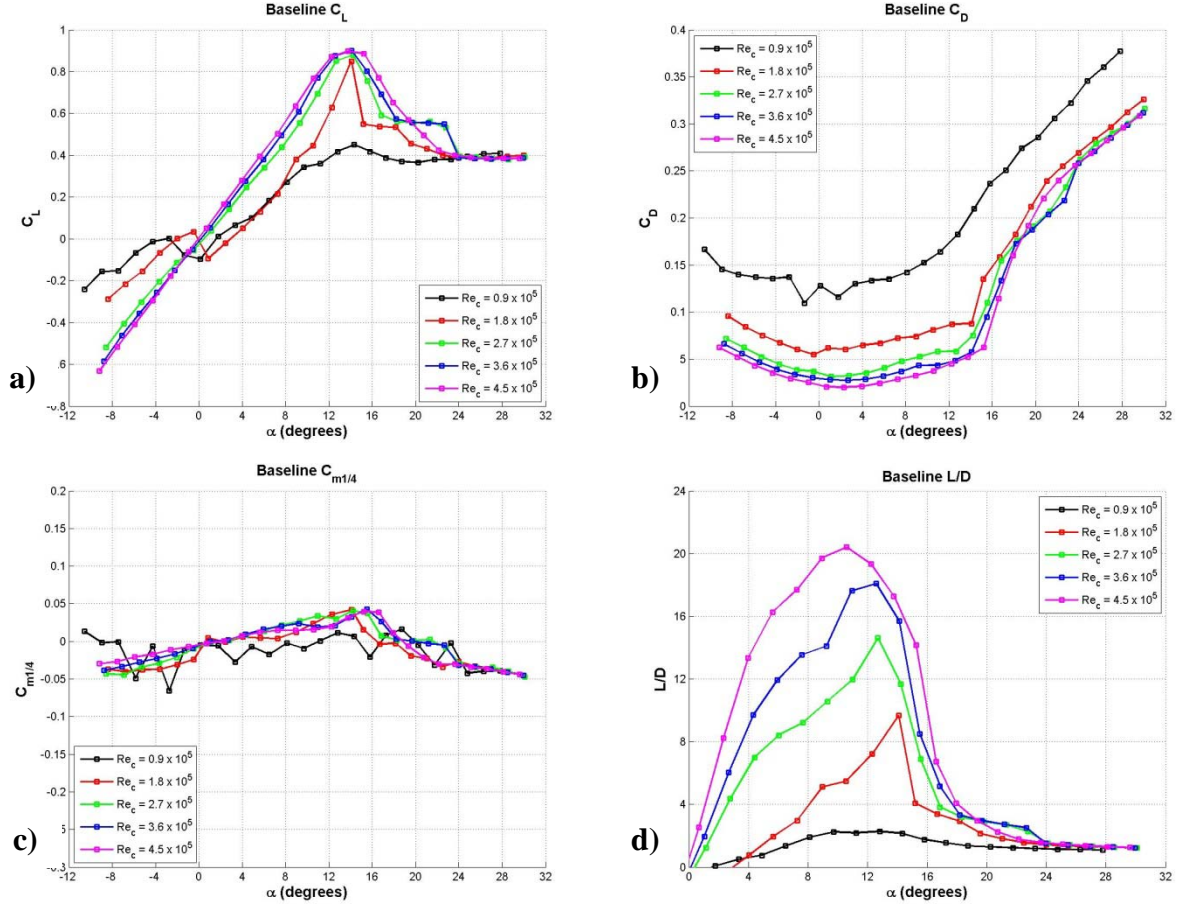 Baseline C_L
1
0.8
0.6
0.4
0.2
0
-0.2
-0.4
-0.6
-0.8
C_L
Re_c = 0.9 x 10^5
Re_c = 1.8 x 10^5
Re_c = 2.7 x 10^5
Re_c = 3.6 x 10^5
Re_c = 4.5 x 10^5
a)
-12 -8 -4 0 4 8 12 16 20 24 28 32
α (degrees)
Baseline C_D
0.4
0.35
0.3
0.25
0.2
0.15
0.1
5
0
C_D
Re_c = 0.9 x 10^5
Re_c = 1.8 x 10^5
Re_c = 2.7 x 10^5
Re_c = 3.6 x 10^5
Re_c = 4.5 x 10^5
b)
-12 -8 -4 0 4 8 12 16 20 24 28 32
α (degrees)
Baseline C_m1/4
0.2
0.15
0.1
0.05
0
-0.05
-0.1
-0.15
-0.2
5
-0.3
C_m1/4
Re_c = 0.9 x 10^5
Re_c = 1.8 x 10^5
Re_c = 2.7 x 10^5
Re_c = 3.6 x 10^5
Re_c = 4.5 x 10^5
c)
-12 -8 -4 0 4 8 12 16 20 24 28 32
α (degrees)
Baseline L/D
24
20
16
12
8
4
0
L/D
Re_c = 0.9 x 10^5
Re_c = 1.8 x 10^5
Re_c = 2.7 x 10^5
Re_c = 3.6 x 10^5
Re_c = 4.5 x 10^5
d)
0 4 8 12 16 20 24 28 32
α (degrees)